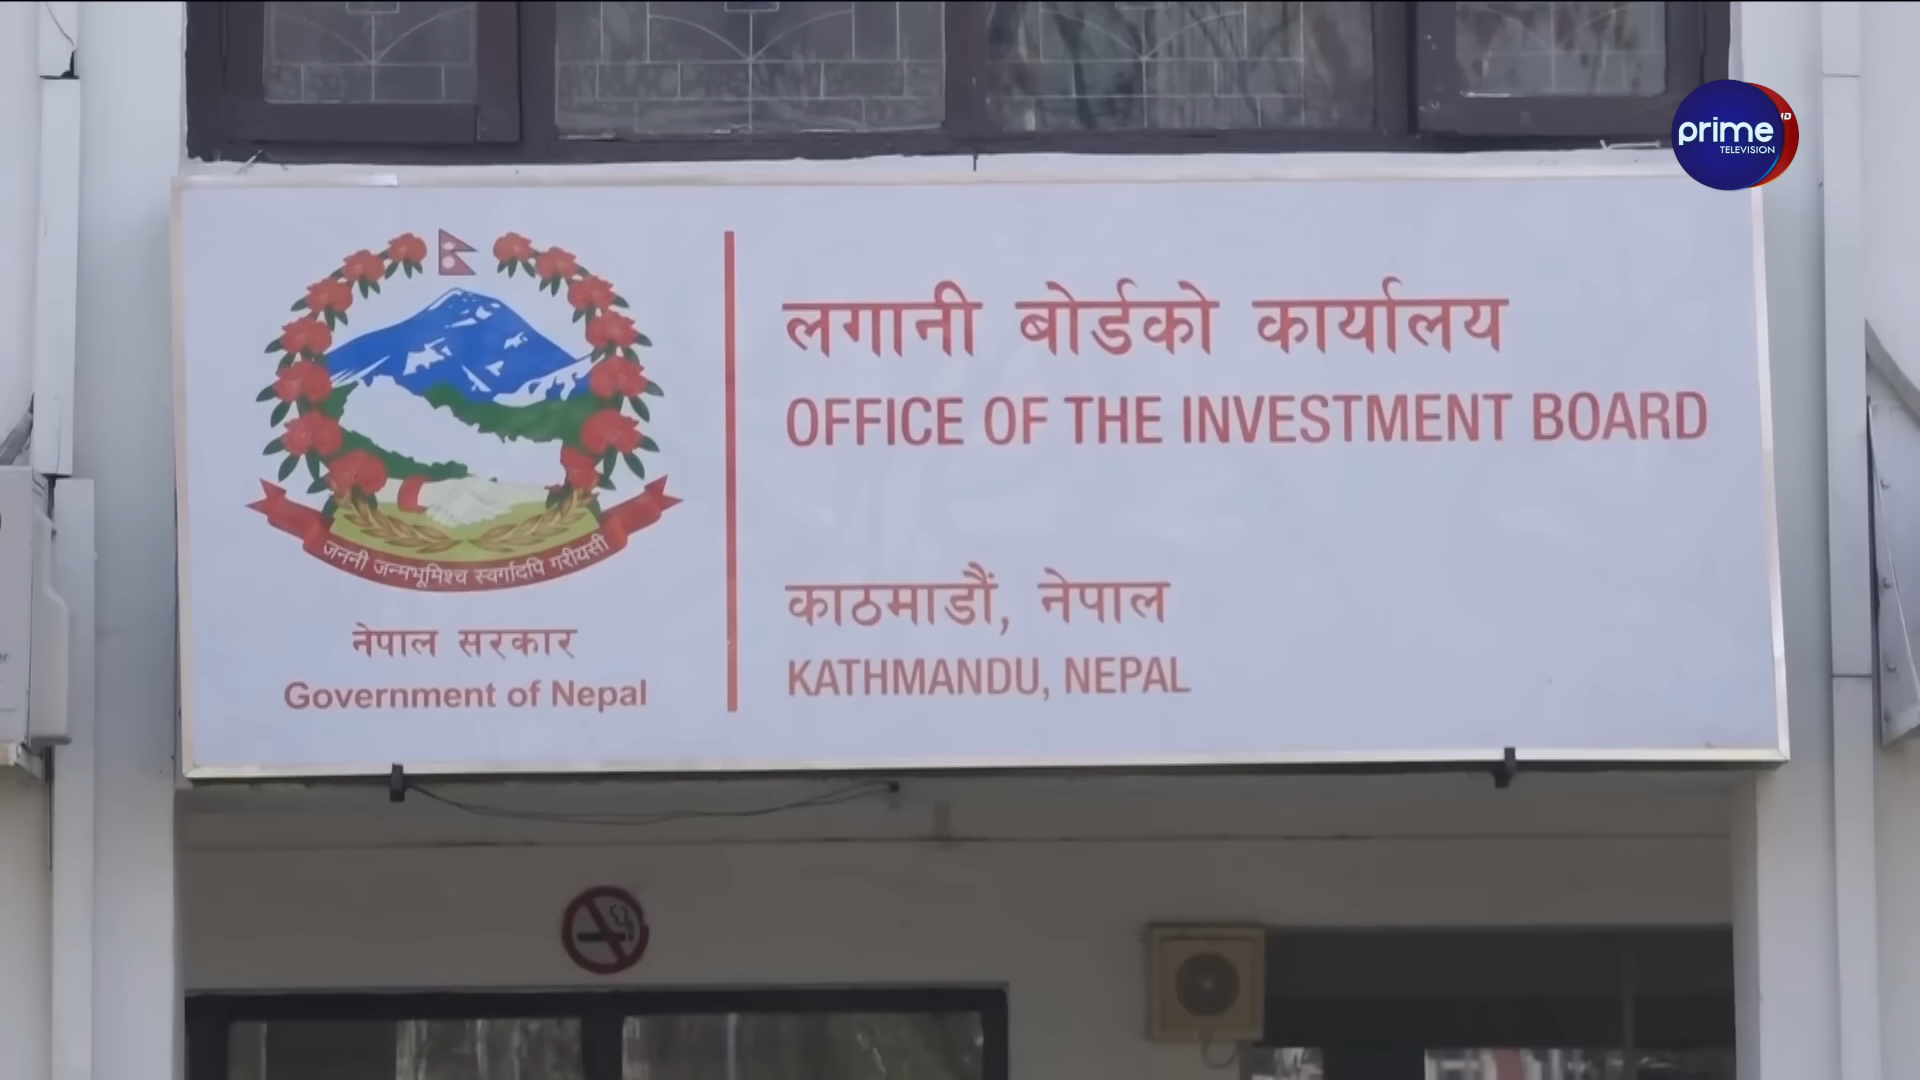 prime
TELEVISION
HD
लगानी बोर्डको कार्यालय
OFFICE OF THE INVESTMENT BOARD
काठमाडौं, नेपाल
KATHMANDU, NEPAL
जननी जन्मभूमिश्च स्वर्गादपि गरीयसी
नेपाल सरकार
Government of Nepal